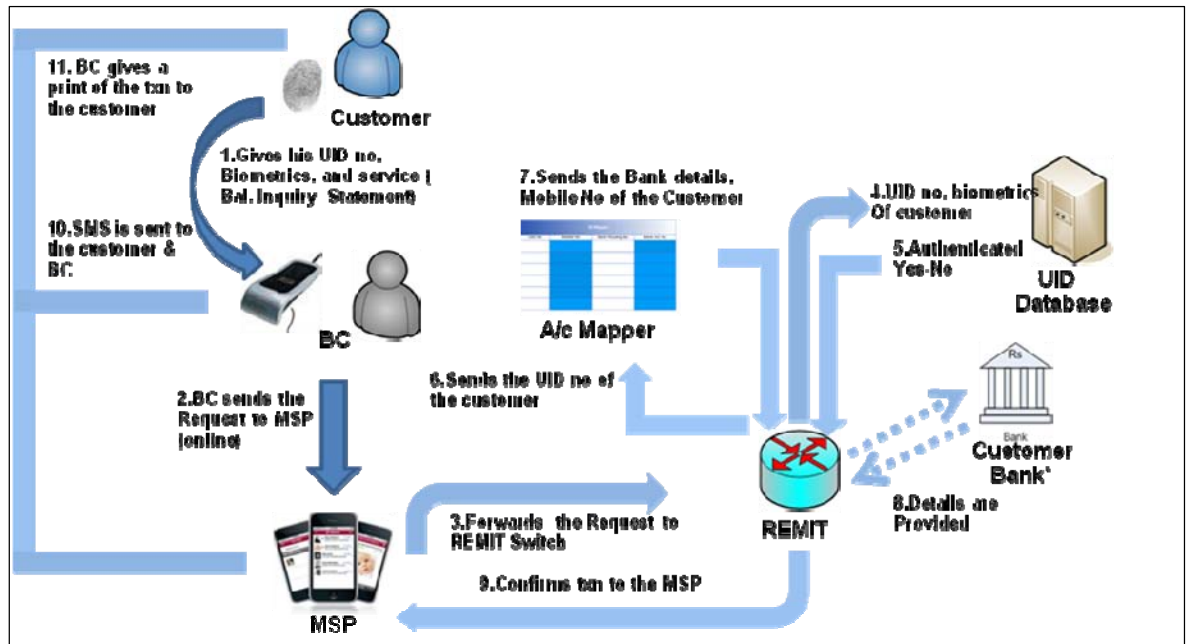 11. BC gives a
print of the txn to
the customer
Customer
1.Gives his UID no,
Biometrics, and service (
Bal. Inquiry Statement)
10.SMS is sent to
the customer &
BC
BC
2.BC sends the
Request to MSP
(online)
MSP
3.Forwards the Request to
REMIT Switch
9.Confirms txn to the MSP
7.Sends the Bank details,
Mobile No of the Customer
A/c Mapper
6.Sends the UID no of
the customer
REMIT
4.UID no, biometrics
Of customer
5.Authenticated
Yes-No
UID
Database
Rs
Bank
Customer
Bank*
8.Details are
Provided